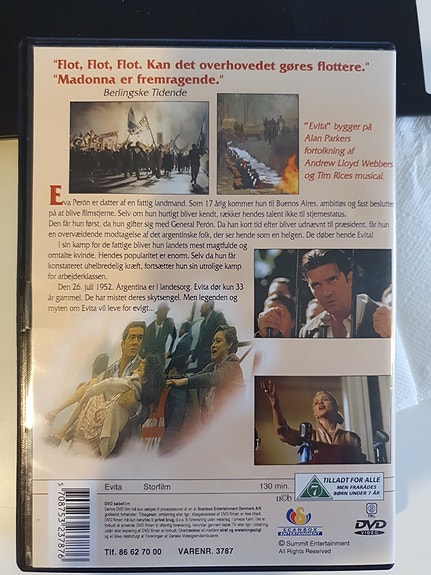 "Flot, Flot, Flot. Kan det overhovedet gøres flottere."
"Madonna er fremragende."
Berlingske Tidende
"Evita" bygger på
Alan Parkers
fortolkning af
Andrew Lloyd Webbers
og Tim Rices musical.
Eva Perón er datter af en fattig landmand. Som 17 årig kommer hun til Buenos Aires, ambitiøs og fast besluttet
på at blive filmstjerne. Selv om hun hurtigt bliver kendt, rækker hendes talent ikke til stjernestatus.
Den får hun først, da hun gifter sig med General Perón. Da han kort tid efter bliver udnævnt til præsident, får hun
en overvældende modtagelse af det argentinske folk, der ser hende som en helgen. De døber hende Evita!
I sin kamp for de fattige bliver hun landets mest magtfulde og
omtalte kvinde. Hendes popularitet er enorm. Selv da hun får
konstateret uhelbredelig kræft, fortsætter hun sin utrolige kamp
for arbejderklassen.
Den 26. juli 1952. Argentina er i landesorg. Evita dør kun 33
år gammel. De har mistet deres skytsengel. Men legenden og
myten om Evita vil leve for evigt...
Evita Storfilm 130 min.
ncb
DVD købefilm
TILLADT FOR ALLE
MEN FRARÅDES
BØRN UNDER 7 ÅR
7
SCANBOX
ENTERTAINMENT
PAL
DVD
VIDEO
Tlf. 86 62 70 00 VARENR. 3787
© Summit Entertainment
All Rights Reserved
5 709753 237876